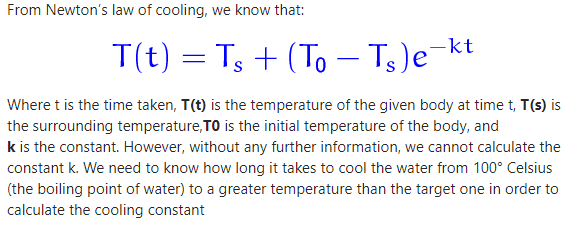 From Newton's law of cooling, we know that:
T(t) = Tₛ + (T₀ − Tₛ)e⁻ᵏᵗ
Where t is the time taken, T(t) is the temperature of the given body at time t, T(s) is
the surrounding temperature,T0 is the initial temperature of the body, and
k is the constant. However, without any further information, we cannot calculate the
constant k. We need to know how long it takes to cool the water from 100° Celsius
(the boiling point of water) to a greater temperature than the target one in order to
calculate the cooling constant